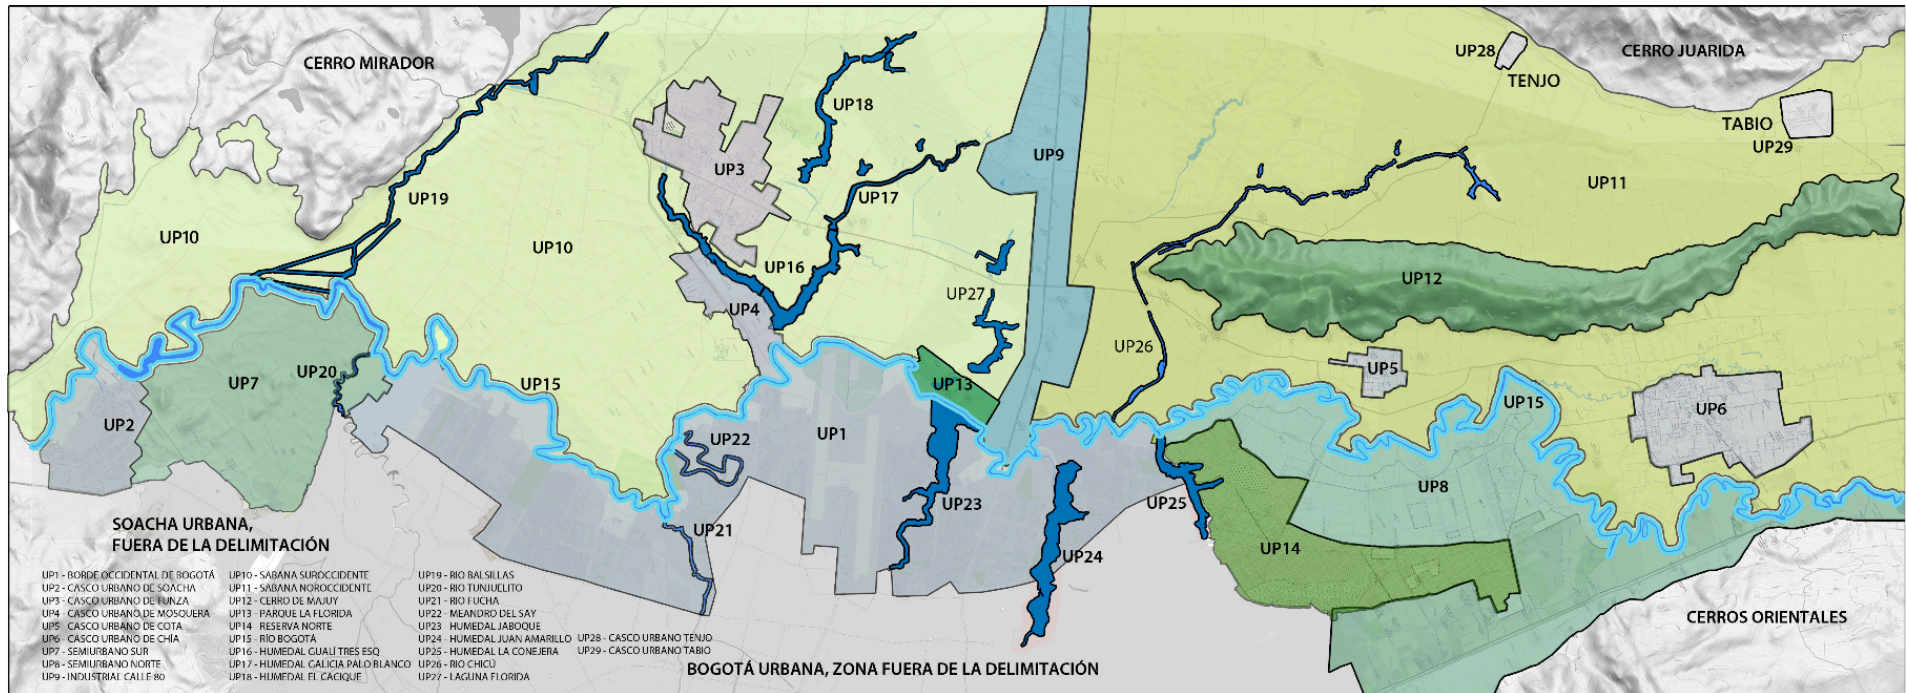 CERRO MIRADOR
CERRO JUARIDA
UP28
TENJO
TABIO
UP29
UP18
UP3
UP9
UP19
UP17
UP11
UP10
UP10
UP16
UP12
UP27
UP4
UP26
UP20
UP7
UP15
UP13
UP5
UP15
UP6
UP2
UP22
UP1
UP8
UP23
UP25
UP21
UP24
UP14
SOACHA URBANA,
FUERA DE LA DELIMITACIÓN
CERROS ORIENTALES
BOGOTÁ URBANA, ZONA FUERA DE LA DELIMITACIÓN
UP1 - BORDE OCCIDENTAL DE BOGOTÁ
UP2 - CASCO URBANO DE SOACHA
UP3 - CASCO URBANO DE FUNZA
UP4 - CASCO URBANO DE MOSQUERA
UP5 - CASCO URBANO DE COTA
UP6 - CASCO URBANO DE CHÍA
UP7 - SEMIURBANO SUR
UP8 - SEMIURBANO NORTE
UP9 - INDUSTRIAL CALLE 80
UP10 - SABANA SUROCCIDENTE
UP11 - SABANA NOROCCIDENTE
UP12 - CERRO DE MAJUY
UP13 - PARQUE LA FLORIDA
UP14 - RESERVA NORTE
UP15 - RÍO BOGOTÁ
UP16 - HUMEDAL GUALÍ TRES ESQ
UP17 - HUMEDAL GALICIA PALO BLANCO
UP18 - HUMEDAL EL CACIQUE
UP19 - RIO BALSILLAS
UP20 - RIO TUNJUELITO
UP21 - RIO FUCHA
UP22 - MEANDRO DEL SAY
UP23 - HUMEDAL JABOQUE
UP24 - HUMEDAL JUAN AMARILLO
UP25 - HUMEDAL LA CONEJERA
UP26 - RIO CHICÚ
UP27 - LAGUNA FLORIDA
UP28 - CASCO URBANO TENJO
UP29 - CASCO URBANO TABIO